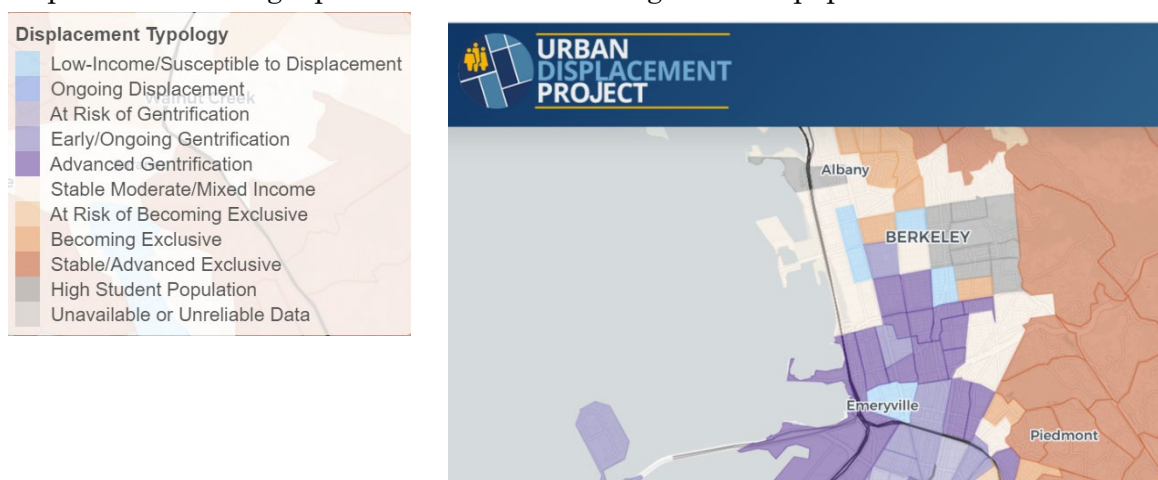 Displacement Typology
Low-Income/Susceptible to Displacement
Ongoing Displacement
Walnut Creek
At Risk of Gentrification
Early/Ongoing Gentrification
Advanced Gentrification
Stable Moderate/Mixed Income
At Risk of Becoming Exclusive
Becoming Exclusive
Stable/Advanced Exclusive
High Student Population
Unavailable or Unreliable Data
URBAN
DISPLACEMENT
PROJECT
Albany
BERKELEY
Emeryville
Piedmont